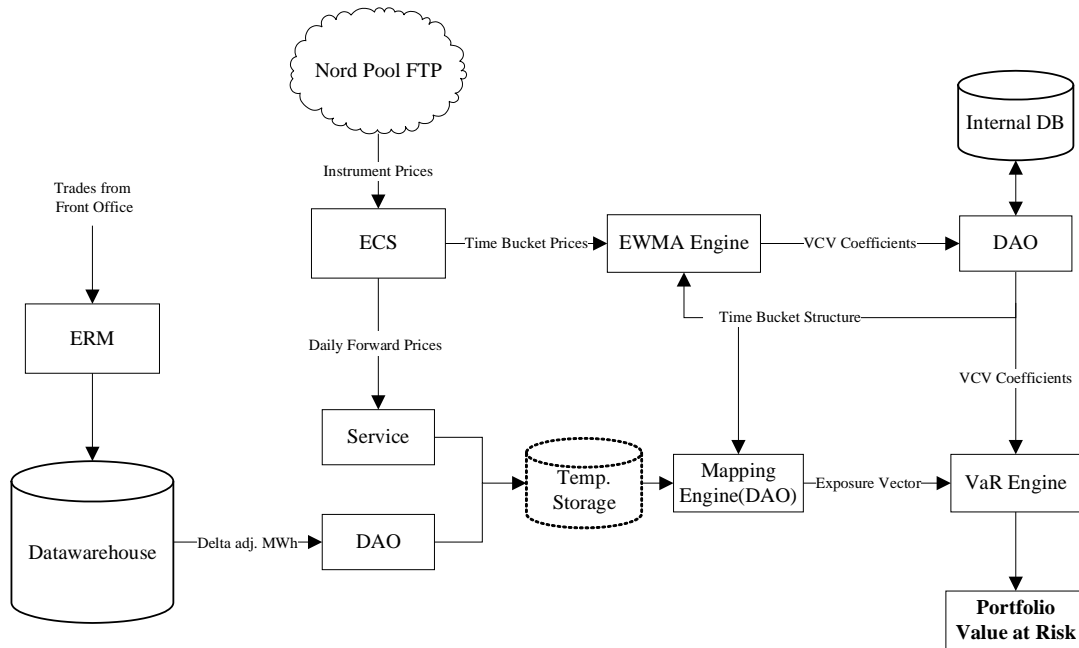 Nord Pool FTP
Internal DB
Instrument Prices
Trades from
Front Office
ECS
Time Bucket Prices
EWMA Engine
VCV Coefficients
DAO
Time Bucket Structure
ERM
Daily Forward Prices
VCV Coefficients
Service
Temp.
Storage
Mapping
Engine(DAO)
Exposure Vector
VaR Engine
Datawarehouse
Delta adj. MWh
DAO
Portfolio
Value at Risk